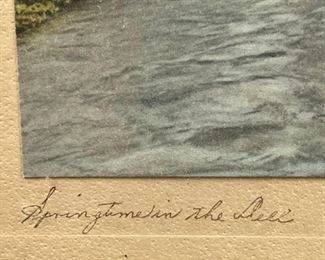 Springtime in the Dell